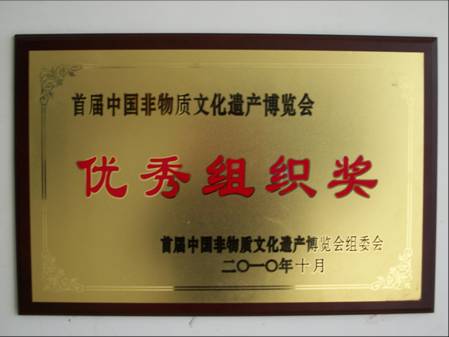 首届中国非物质文化遗产博览会
优秀组织奖
首届中国非物质文化遗产博览会组委会
二〇一〇年十月